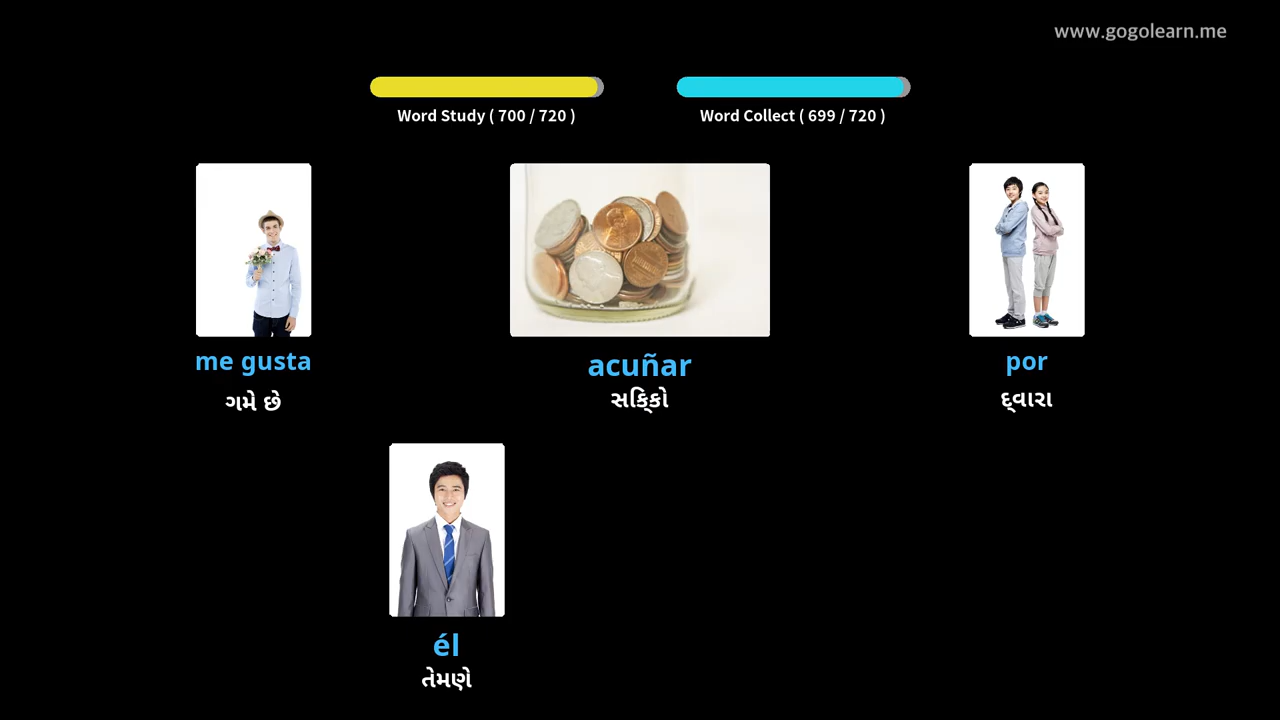 www.gogolearn.me
Word Study ( 700 / 720 )
Word Collect ( 699 / 720 )
me gusta
ગમે છે
acuñar
સિક્કો
por
દ્વારા
él
તેમણે